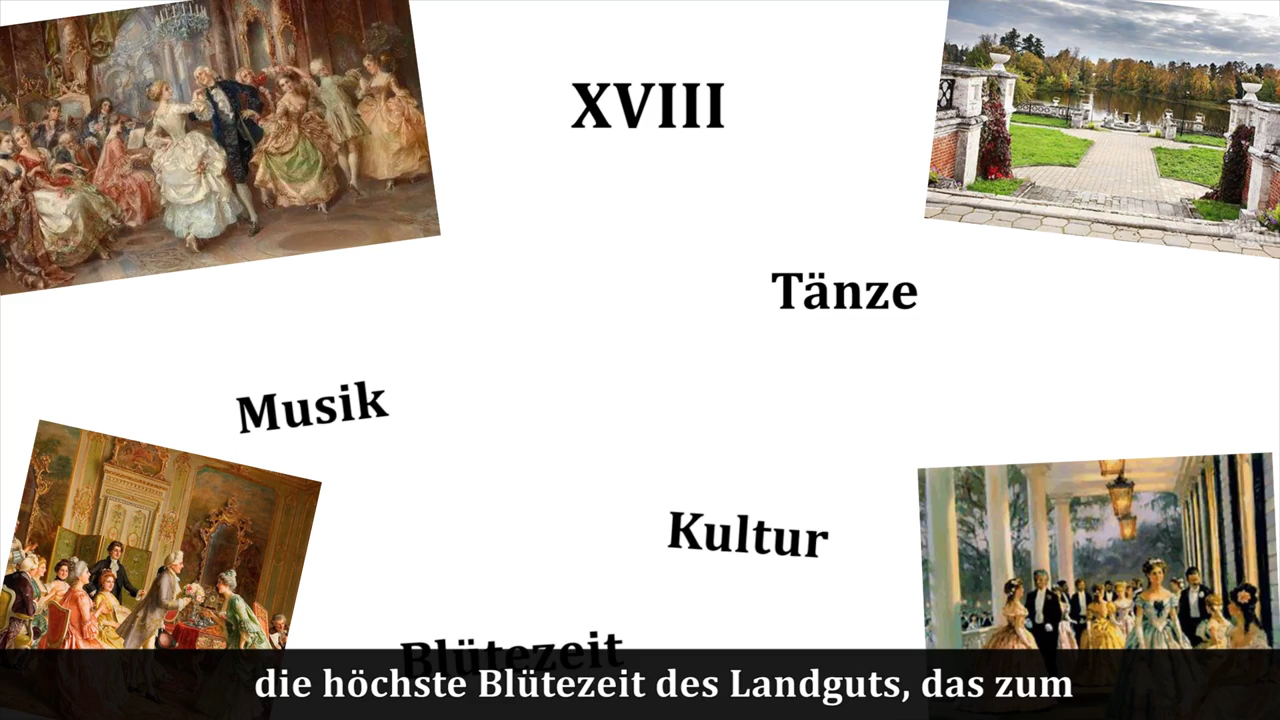 XVIII
Tänze
Musik
Kultur
Blütezeit
die höchste Blütezeit des Landguts, das zum